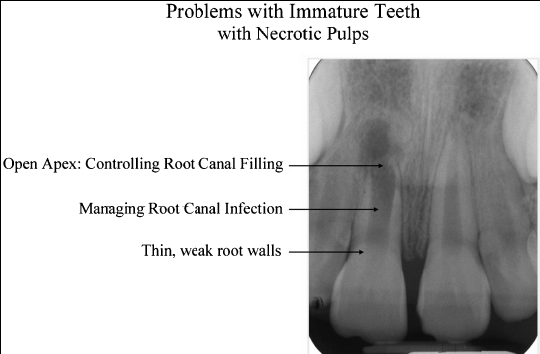 Problems with Immature Teeth
with Necrotic Pulps
Open Apex: Controlling Root Canal Filling
Managing Root Canal Infection
Thin, weak root walls